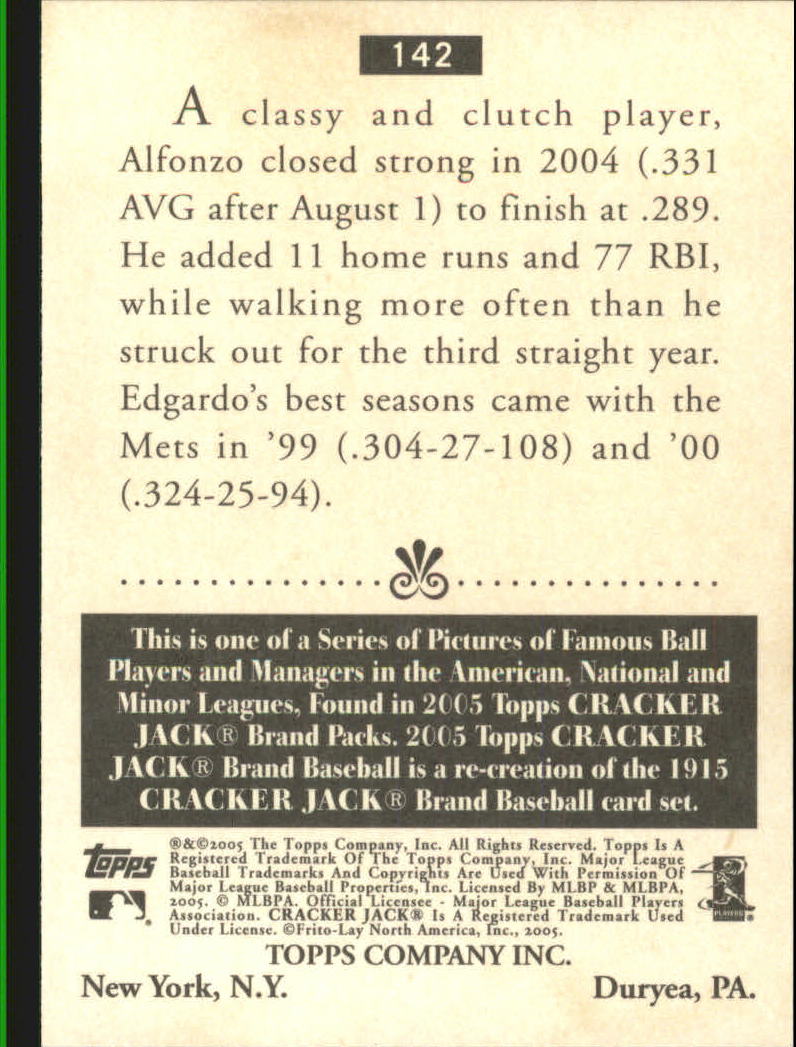 142
A classy and clutch player,
Alfonzo closed strong in 2004 (.331
AVG after August 1) to finish at .289.
He added 11 home runs and 77 RBI,
while walking more often than he
struck out for the third straight year.
Edgardo's best seasons came with the
Mets in '99 (.304-27-108) and '00
(.324-25-94).
This is one of a Series of Pictures of Famous Ball
Players and Managers in the American, National and
Minor Leagues, Found in 2005 Topps CRACKER
JACK® Brand Packs. 2005 Topps CRACKER
JACK® Brand Baseball is a re-creation of the 1915
CRACKER JACK® Brand Baseball card set.
Topps
®&©2005 The Topps Company, Inc. All Rights Reserved. Topps Is A
Registered Trademark Of The Topps Company, Inc. Major League
Baseball Trademarks And Copyrights Are Used With Permission Of
Major League Baseball Properties, Inc. Licensed By MLBP & MLBPA,
2005. © MLBPA. Official Licensee - Major League Baseball Players
Association. CRACKER JACK® Is A Registered Trademark Used
Under License. ©Frito-Lay North America, Inc., 2005.
PLAYERS
TOPPS COMPANY INC.
New York, N.Y. Duryea, PA.